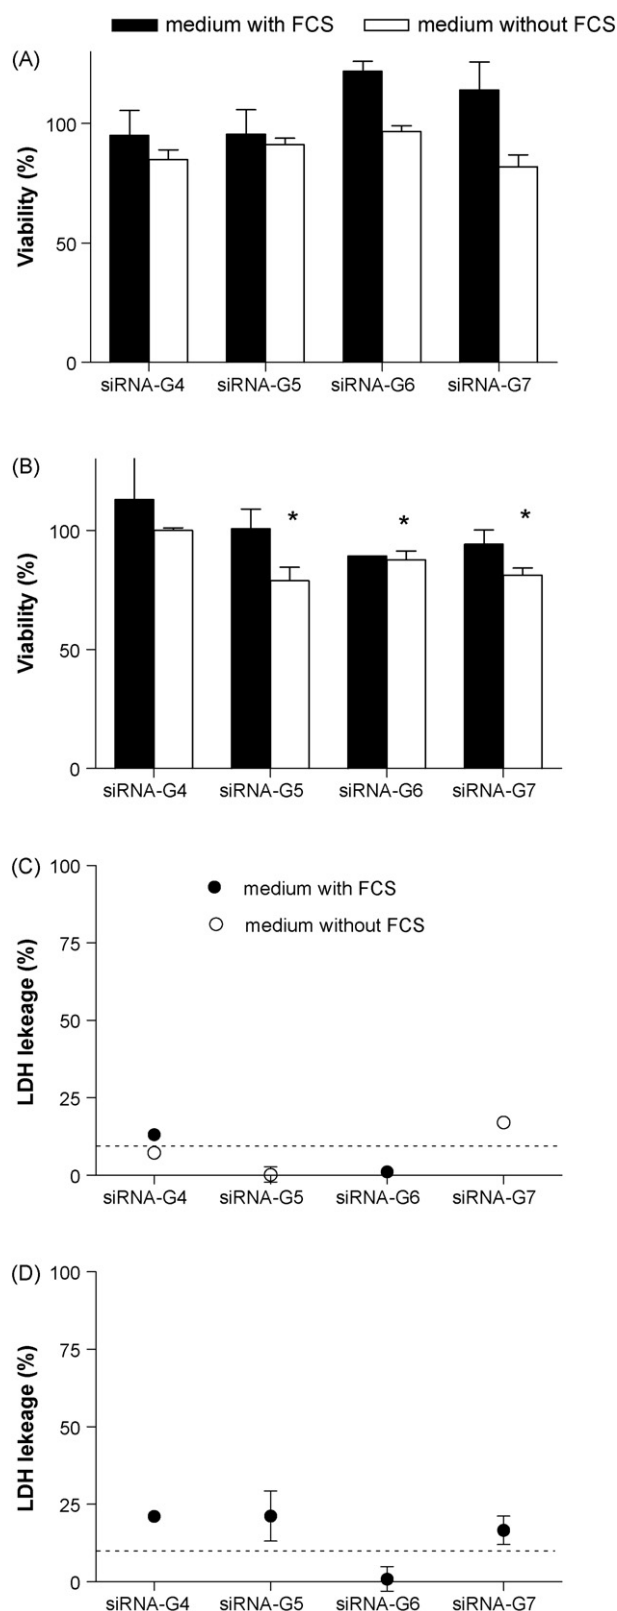 medium with FCS medium without FCS
(A)
Viability (%)
100
50
0
siRNA-G4 siRNA-G5 siRNA-G6 siRNA-G7
(B)
Viability (%)
100
50
0
* * *
siRNA-G4 siRNA-G5 siRNA-G6 siRNA-G7
(C)
LDH lekeage (%)
100
75
50
25
0
medium with FCS
medium without FCS
siRNA-G4 siRNA-G5 siRNA-G6 siRNA-G7
(D)
LDH lekeage (%)
100
75
50
25
0
siRNA-G4 siRNA-G5 siRNA-G6 siRNA-G7